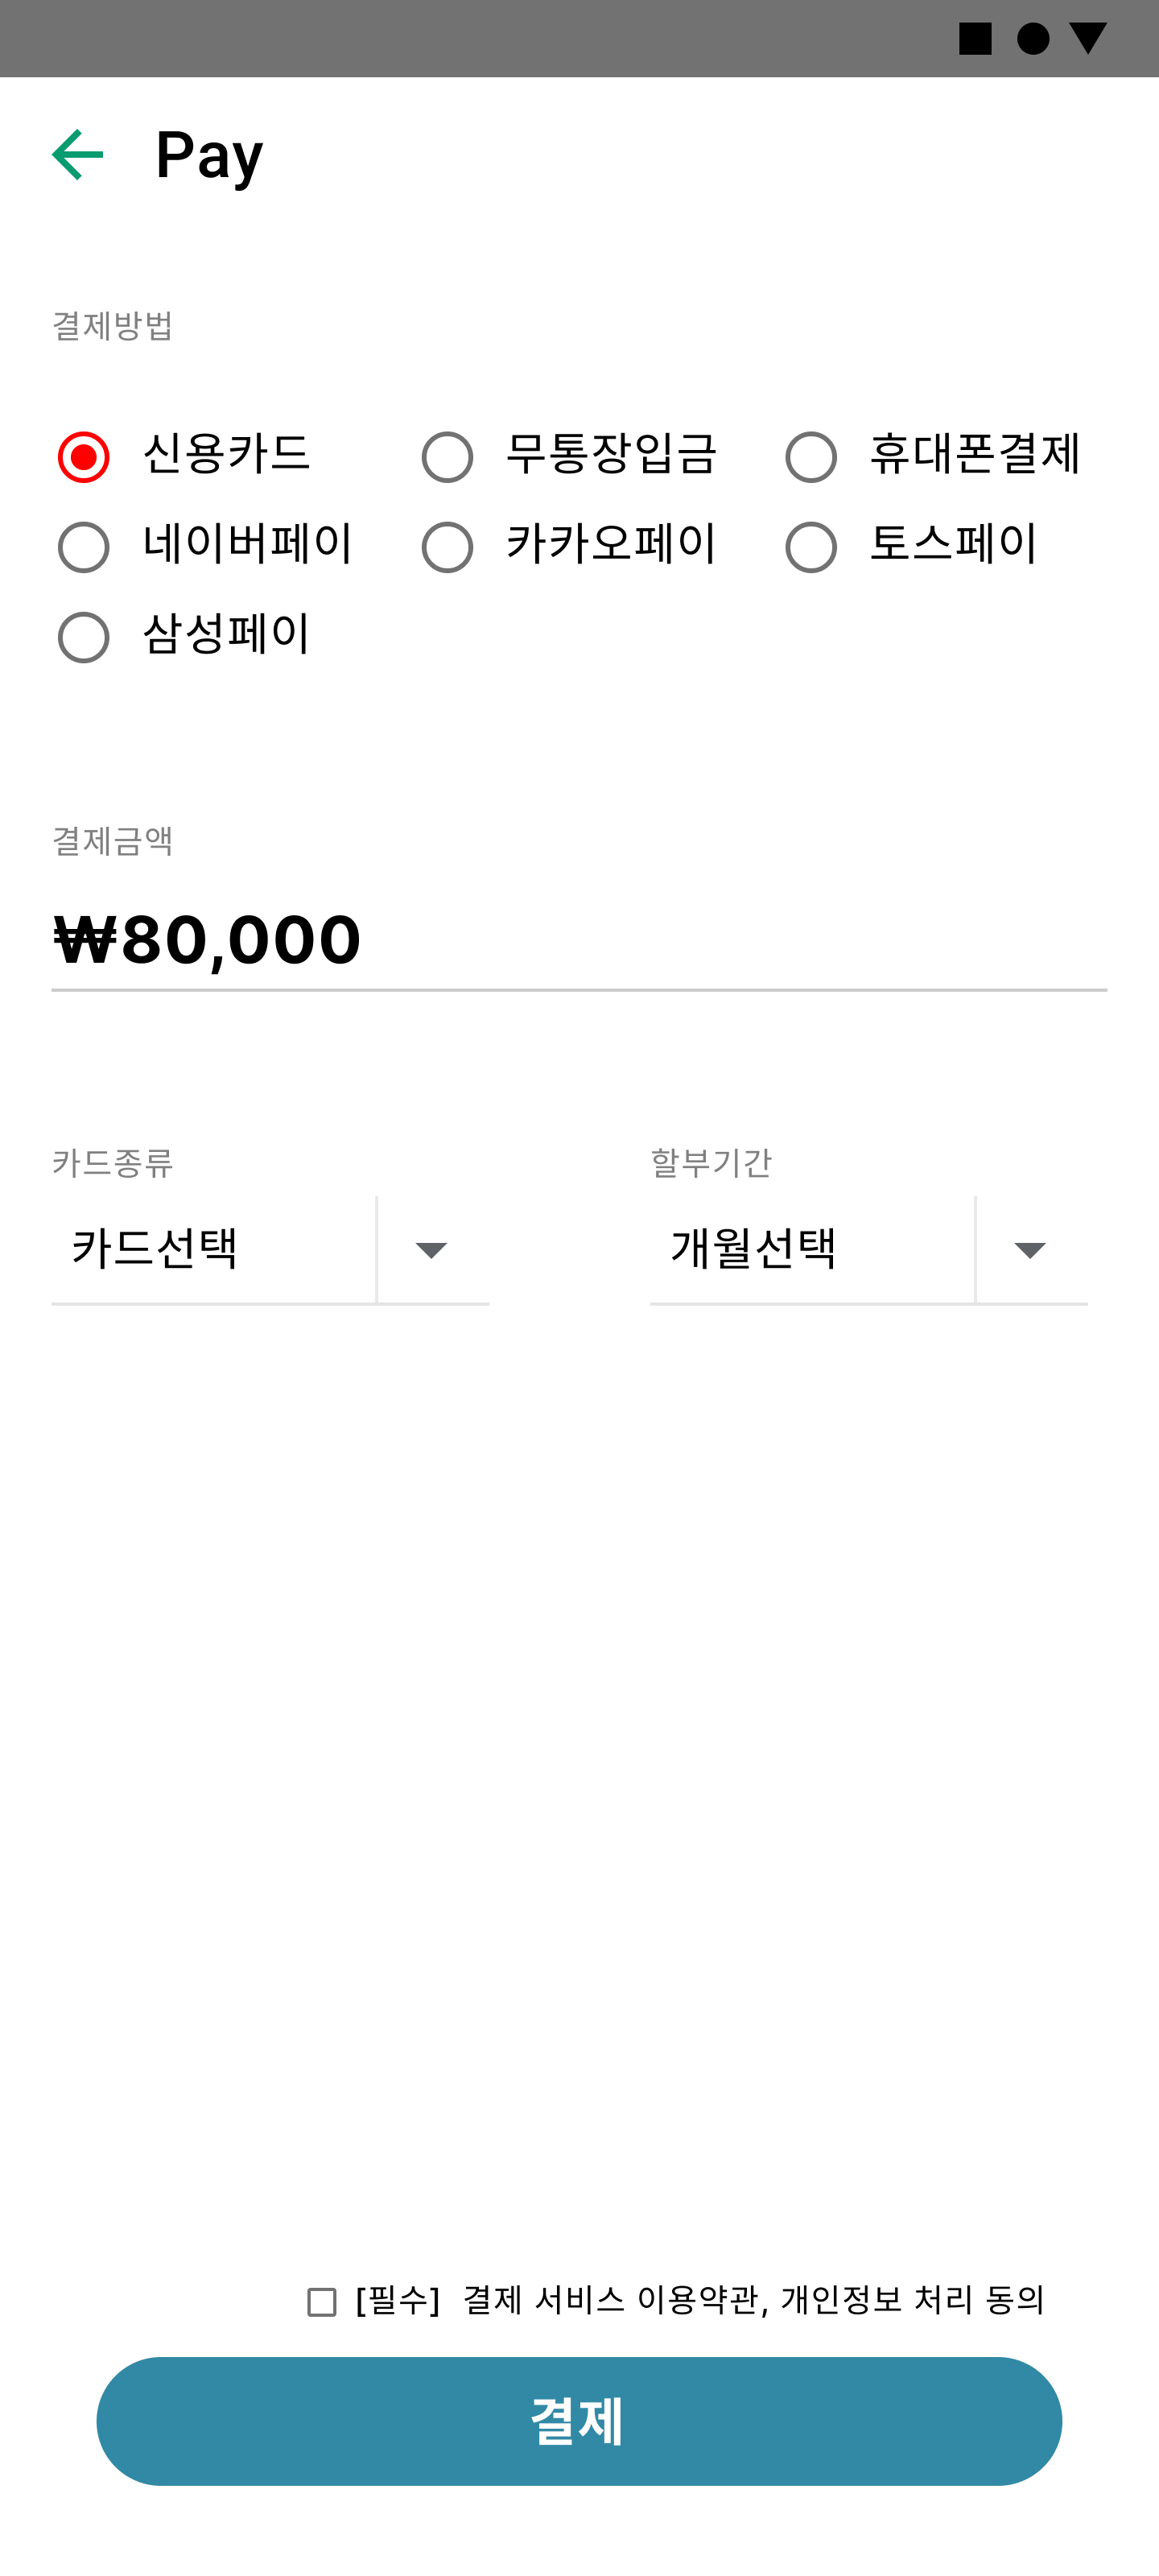 Pay
결제방법
신용카드 무통장입금 휴대폰결제
네이버페이 카카오페이 토스페이
삼성페이
결제금액
₩80,000
카드종류 할부기간
카드선택 개월선택
[필수] 결제 서비스 이용약관, 개인정보 처리 동의
결제